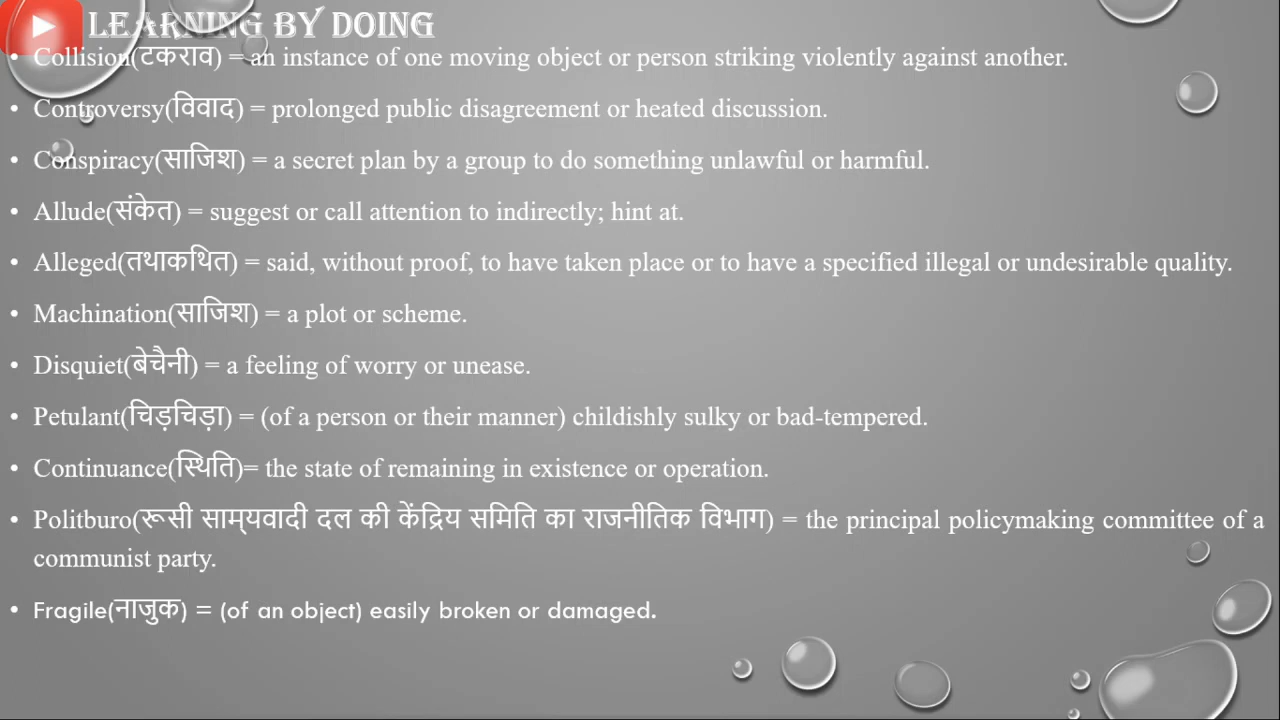 LEARNING BY DOING
• Collision(टकराव) = an instance of one moving object or person striking violently against another.
• Controversy(विवाद) = prolonged public disagreement or heated discussion.
• Conspiracy(साजिश) = a secret plan by a group to do something unlawful or harmful.
• Allude(संकेत) = suggest or call attention to indirectly; hint at.
• Alleged(तथाकथित) = said, without proof, to have taken place or to have a specified illegal or undesirable quality.
• Machination(साजिश) = a plot or scheme.
• Disquiet(बेचैनी) = a feeling of worry or unease.
• Petulant(चिड़चिड़ा) = (of a person or their manner) childishly sulky or bad-tempered.
• Continuance(स्थिति)= the state of remaining in existence or operation.
• Politburo(रूसी साम्यवादी दल की केंद्रिय समिति का राजनीतिक विभाग) = the principal policymaking committee of a
communist party.
• Fragile(नाजुक) = (of an object) easily broken or damaged.